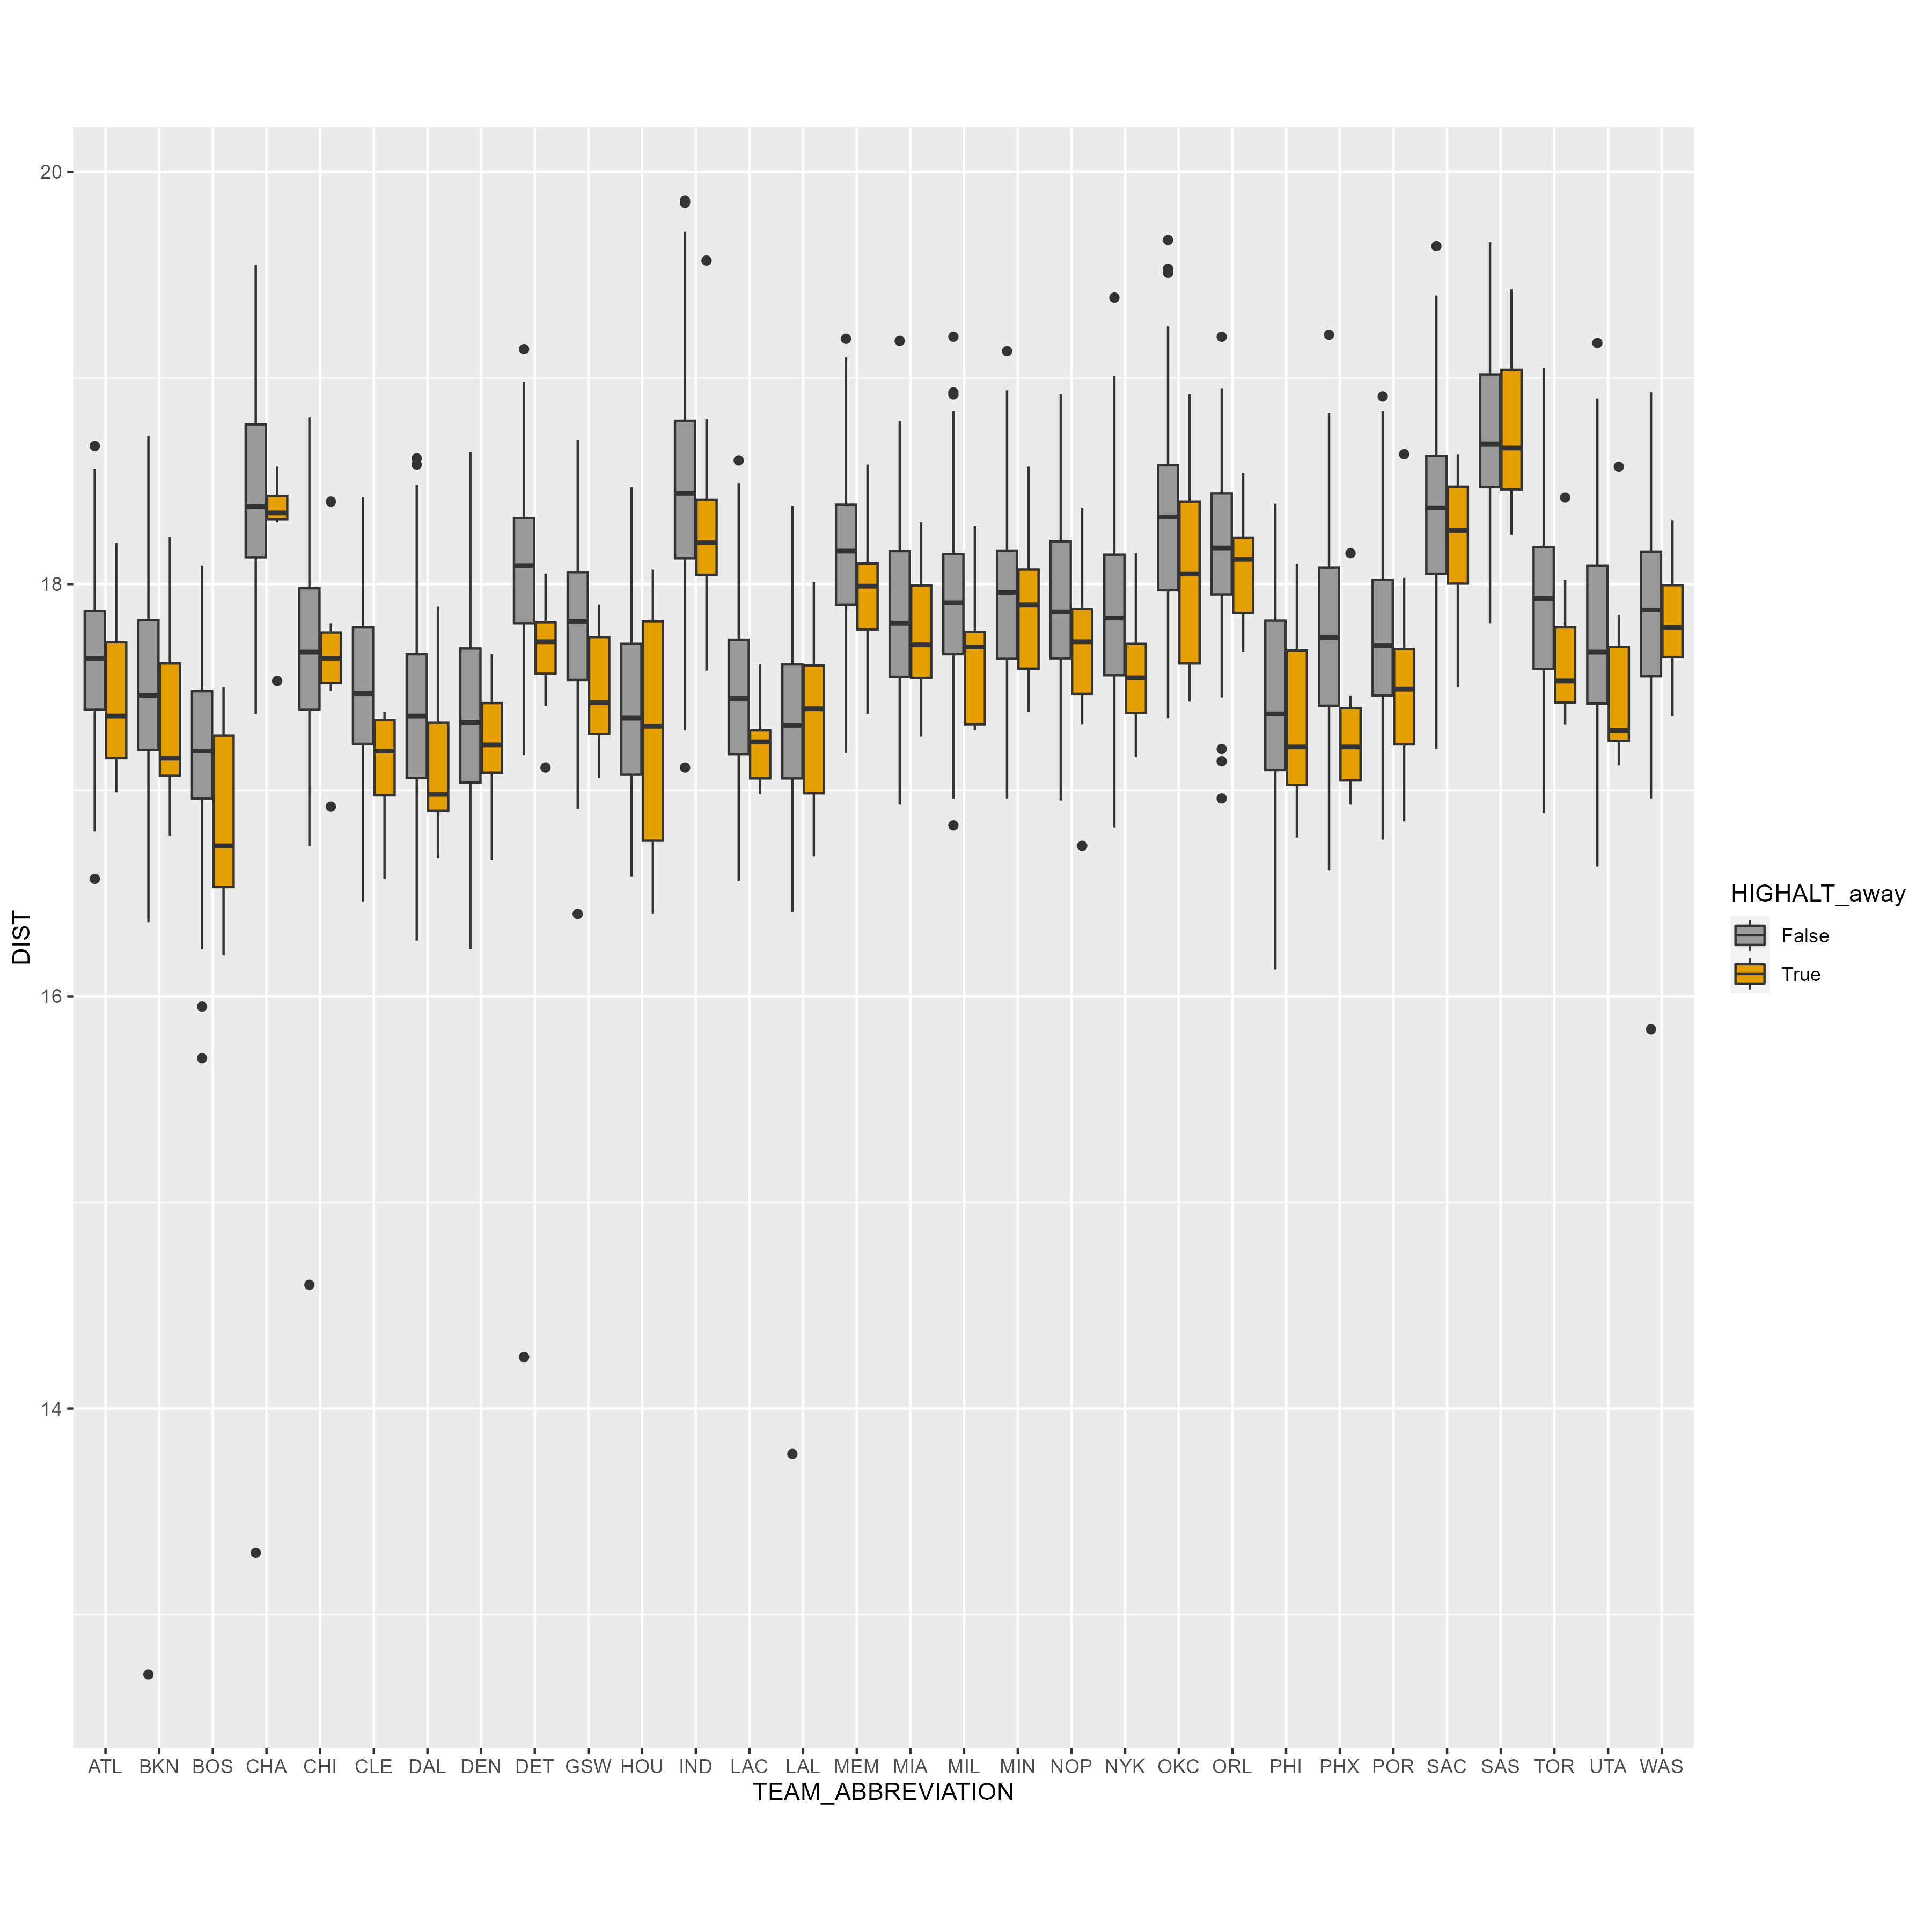 20
18
16
14
DIST
ATL BKN BOS CHA CHI CLE DAL DEN DET GSW HOU IND LAC LAL MEM MIA MIL MIN NOP NYK OKC ORL PHI PHX POR SAC SAS TOR UTA WAS
TEAM_ABBREVIATION
HIGHALT_away
False
True